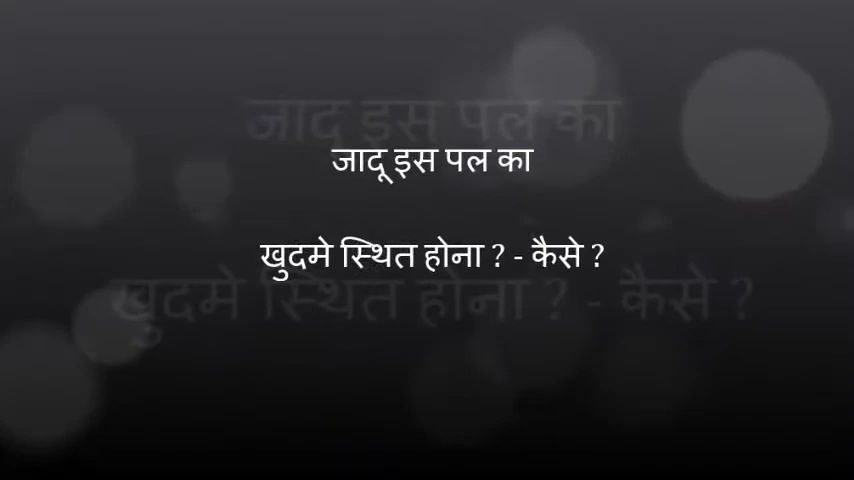 जादू इस पल का
खुदमे स्थित होना ? - कैसे ?